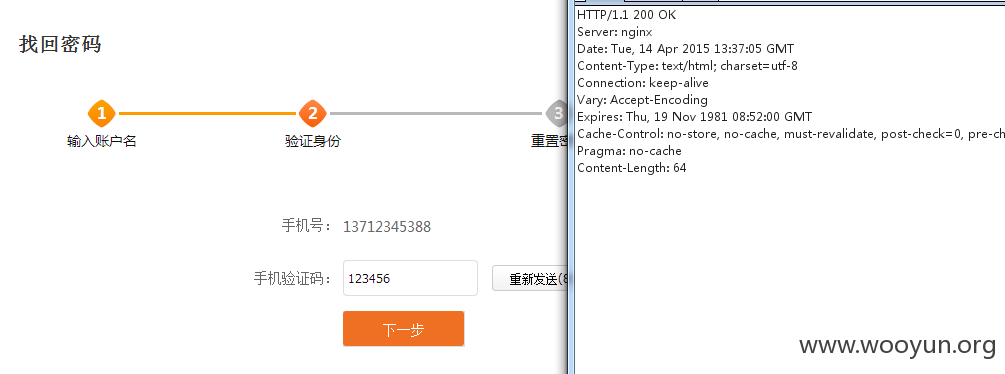 找回密码
1
2
3
输入账户名
验证身份
重置密
手机号：
13712345388
手机验证码：
123456
重新发送(8
下一步
HTTP/1.1 200 OK
Server: nginx
Date: Tue, 14 Apr 2015 13:37:05 GMT
Content-Type: text/html; charset=utf-8
Connection: keep-alive
Vary: Accept-Encoding
Expires: Thu, 19 Nov 1981 08:52:00 GMT
Cache-Control: no-store, no-cache, must-revalidate, post-check=0, pre-ch
Pragma: no-cache
Content-Length: 64
www.wooyun.org